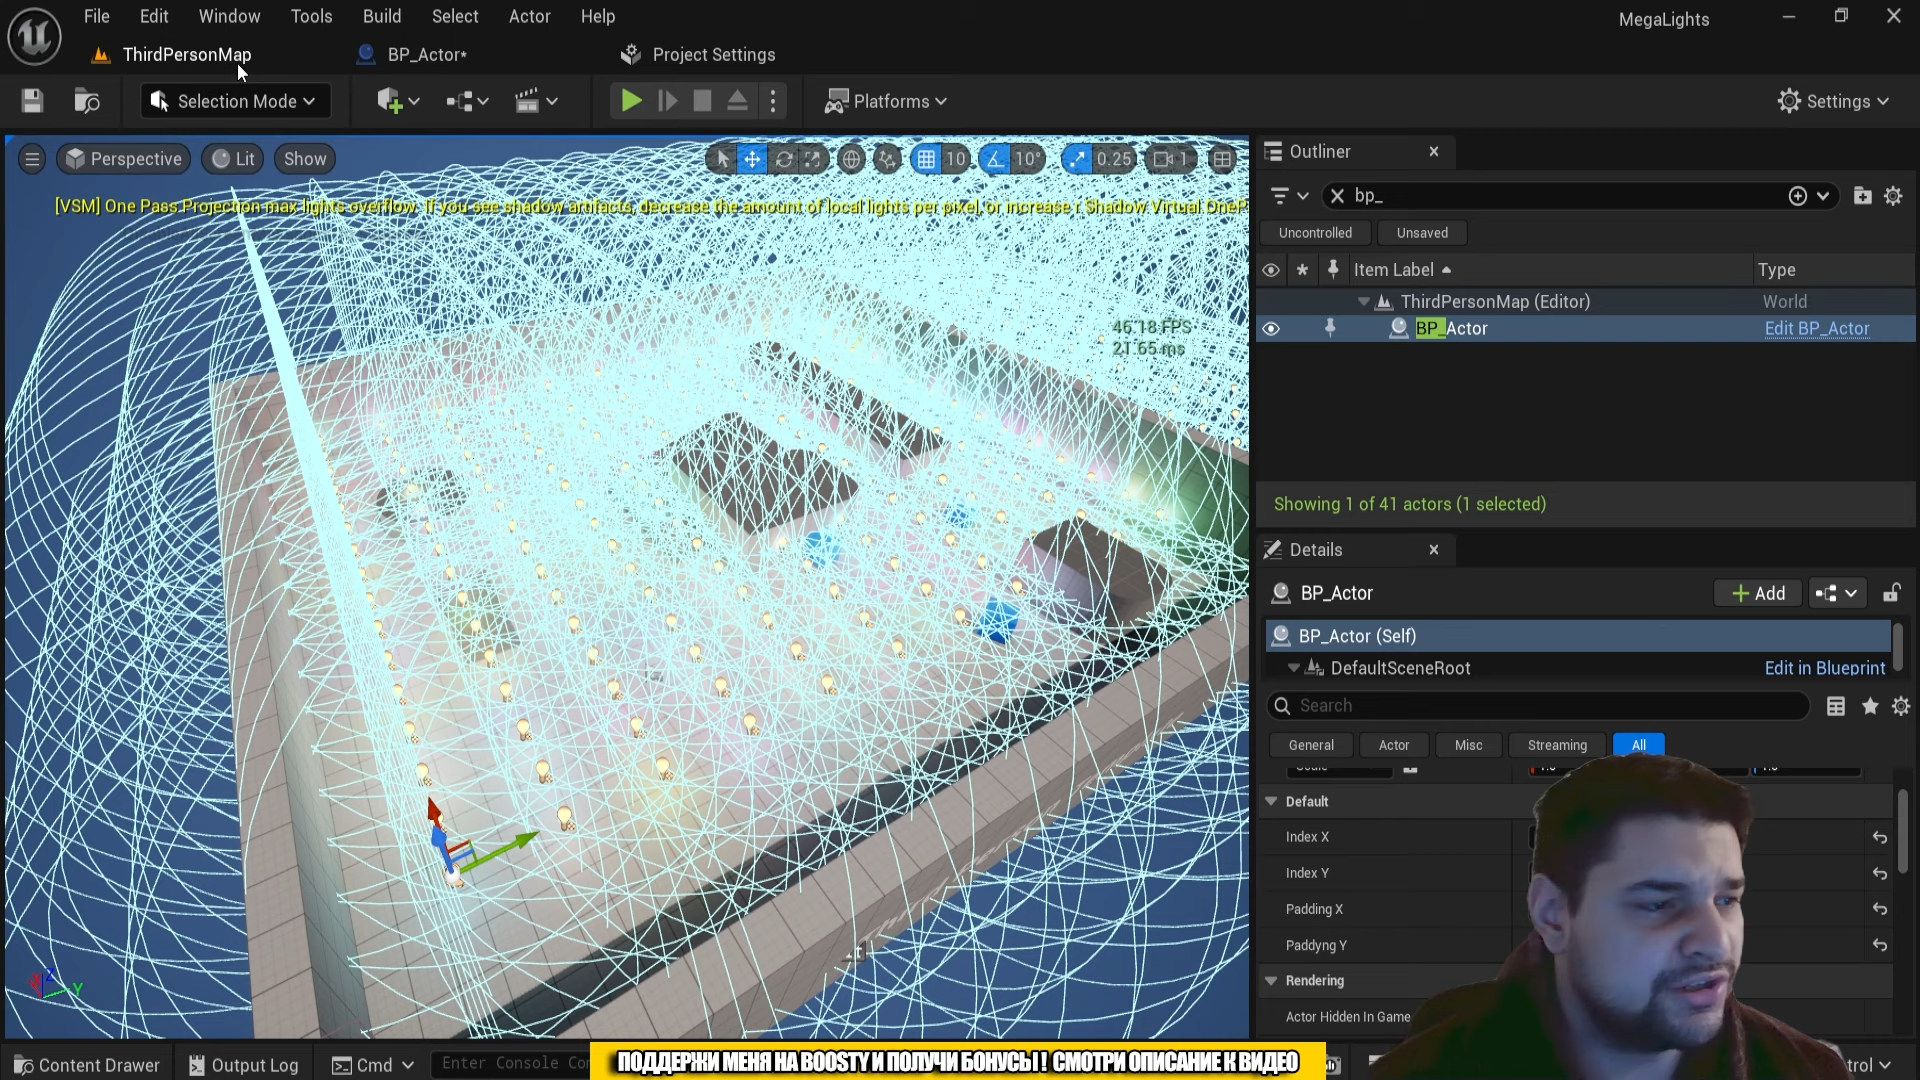 File Edit Window Tools Build Select Actor Help
MegaLights
ThirdPersonMap
BP_Actor*
Project Settings
Selection Mode
Platforms
Settings
Perspective
Lit
Show
10
10°
0.25
1
[VSM] One Pass Projection max lights overflow. If you see shadow artifacts, decrease the amount of local lights per pixel, or increase r Shadow Virtual OneP
46.18 FPS
21.65 ms
Outliner
bp_
Uncontrolled
Unsaved
Item Label
Type
ThirdPersonMap (Editor)
World
BP_Actor
Edit BP_Actor
Showing 1 of 41 actors (1 selected)
Details
BP_Actor
Add
BP_Actor (Self)
DefaultSceneRoot
Edit in Blueprint
Search
General
Actor
Misc
Streaming
All
Default
Index X
Index Y
Padding X
Paddyng Y
Rendering
Actor Hidden In Game
X
Z
Y
Content Drawer
Output Log
Cmd
Enter Console Co
ПОДДЕРЖИ МЕНЯ НА BOOSTY И ПОЛУЧИ БОНУСЫ! СМОТРИ ОПИСАНИЕ К ВИДЕО
trol